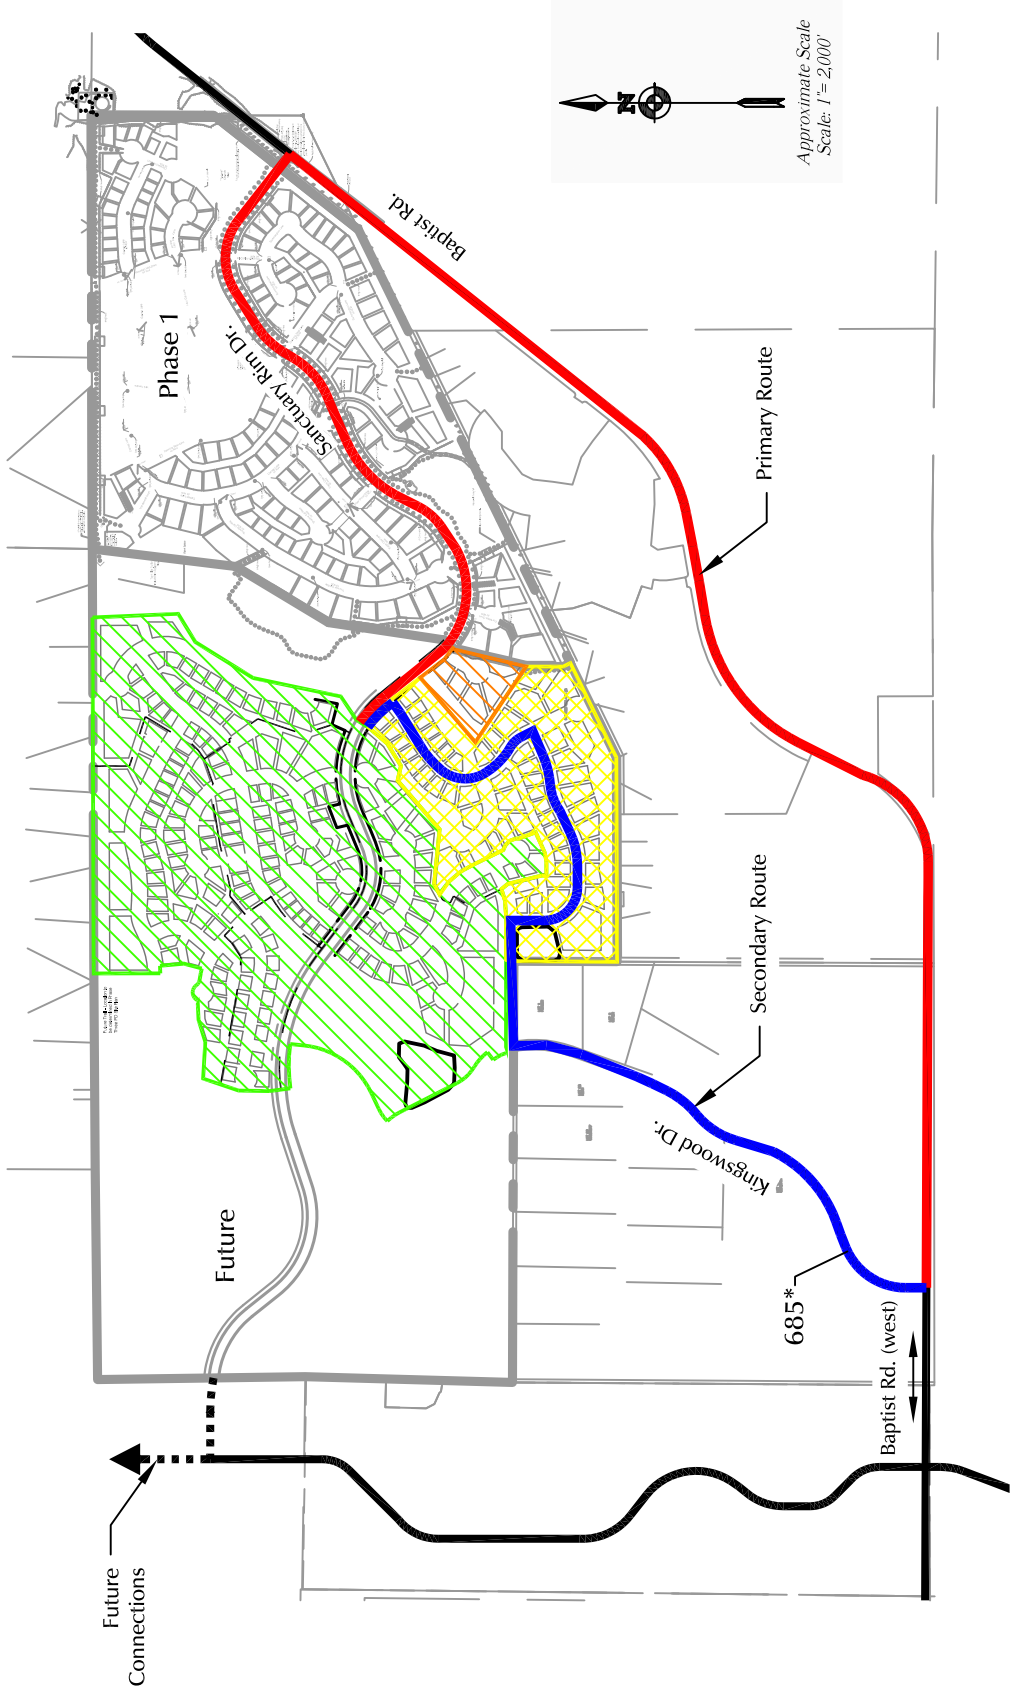 N
Approximate Scale
Scale: 1"= 2,000'
Baptist Rd.
Phase 1
Sanctuary Rim Dr.
Primary Route
Secondary Route
Kingswood Dr.
Future
685*
Baptist Rd. (west)
Future
Connections